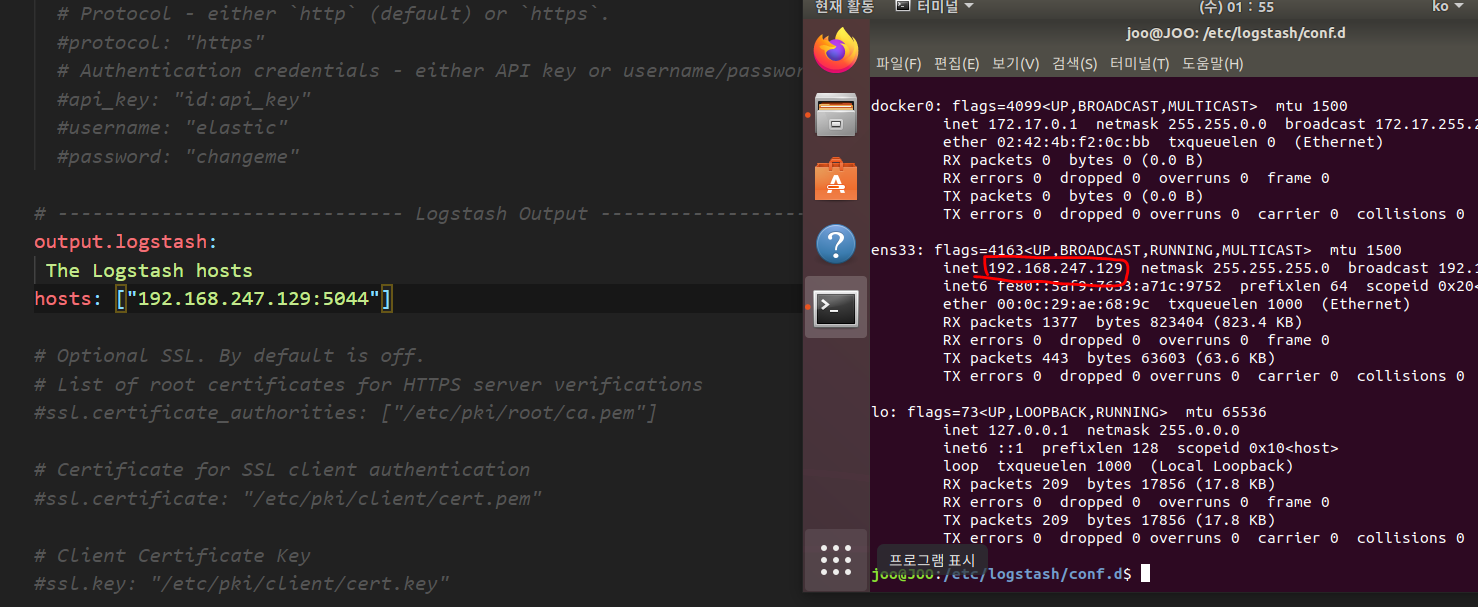 # Protocol - either `http` (default) or `https`.
#protocol: "https"
# Authentication credentials - either API key or username/passwor
#api_key: "id:api_key"
#username: "elastic"
#password: "changeme"
# ------------------------------ Logstash Output ------------------
output.logstash:
The Logstash hosts
hosts: ["192.168.247.129:5044"]
# Optional SSL. By default is off.
# List of root certificates for HTTPS server verifications
#ssl.certificate_authorities: ["/etc/pki/root/ca.pem"]
# Certificate for SSL client authentication
#ssl.certificate: "/etc/pki/client/cert.pem"
# Client Certificate Key
#ssl.key: "/etc/pki/client/cert.key"
현재 활동 터미널 (수) 01 : 55 ko
joo@JOO: /etc/logstash/conf.d
파일(F) 편집(E) 보기(V) 검색(S) 터미널(T) 도움말(H)
docker0: flags=4099<UP,BROADCAST,MULTICAST> mtu 1500
inet 172.17.0.1 netmask 255.255.0.0 broadcast 172.17.255.2
ether 02:42:4b:f2:0c:bb txqueuelen 0 (Ethernet)
RX packets 0 bytes 0 (0.0 B)
RX errors 0 dropped 0 overruns 0 frame 0
TX packets 0 bytes 0 (0.0 B)
TX errors 0 dropped 0 overruns 0 carrier 0 collisions 0
ens33: flags=4163<UP,BROADCAST,RUNNING,MULTICAST> mtu 1500
inet 192.168.247.129 netmask 255.255.255.0 broadcast 192.1
inet6 prefixlen 64 scopeid 0x20<
ether 00:0c:29:ae:68:9c txqueuelen 1000 (Ethernet)
RX packets 1377 bytes 823404 (823.4 KB)
RX errors 0 dropped 0 overruns 0 frame 0
TX packets 443 bytes 63603 (63.6 KB)
TX errors 0 dropped 0 overruns 0 carrier 0 collisions 0
lo: flags=73<UP,LOOPBACK,RUNNING> mtu 65536
inet 127.0.0.1 netmask 255.0.0.0
inet6 ::1 prefixlen 128 scopeid 0x10<host>
loop txqueuelen 1000 (Local Loopback)
RX packets 209 bytes 17856 (17.8 KB)
RX errors 0 dropped 0 overruns 0 frame 0
TX packets 209 bytes 17856 (17.8 KB)
TX errors 0 dropped 0 overruns 0 carrier 0 collisions 0
프로그램 표시
joo@JOO:/etc/logstash/conf.d$